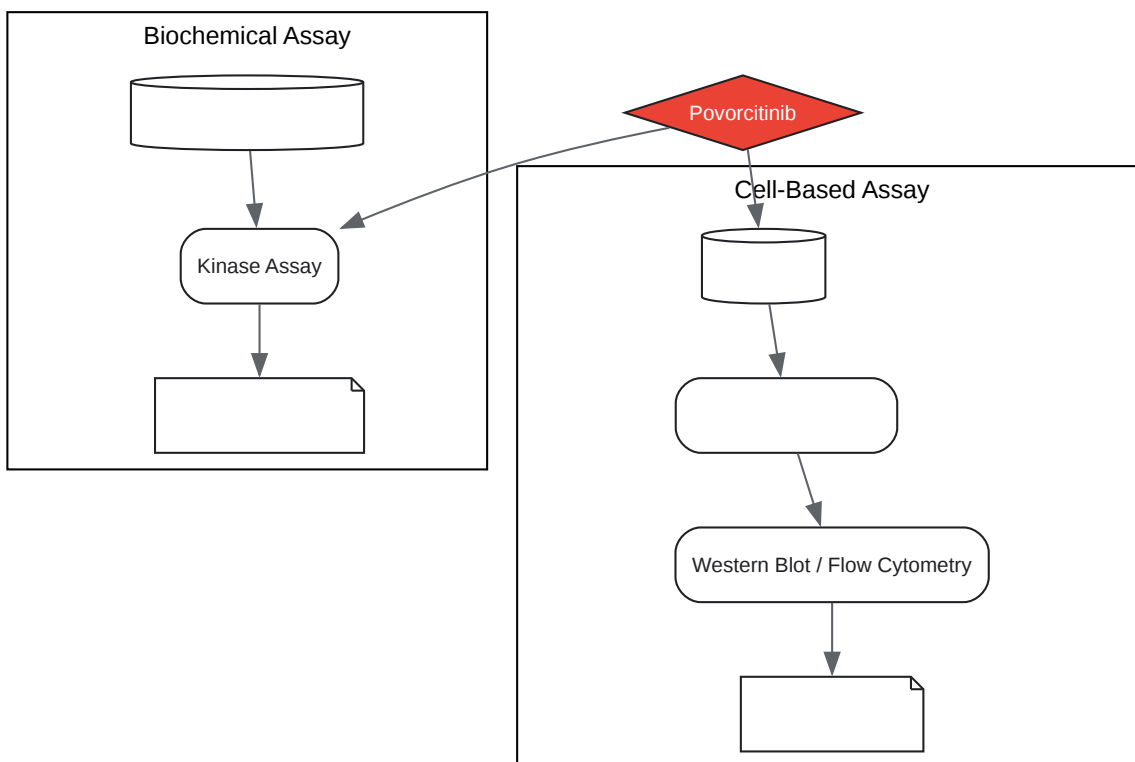 Biochemical Assay
Povorcitinib
Cell-Based Assay
Kinase Assay
Western Blot / Flow Cytometry